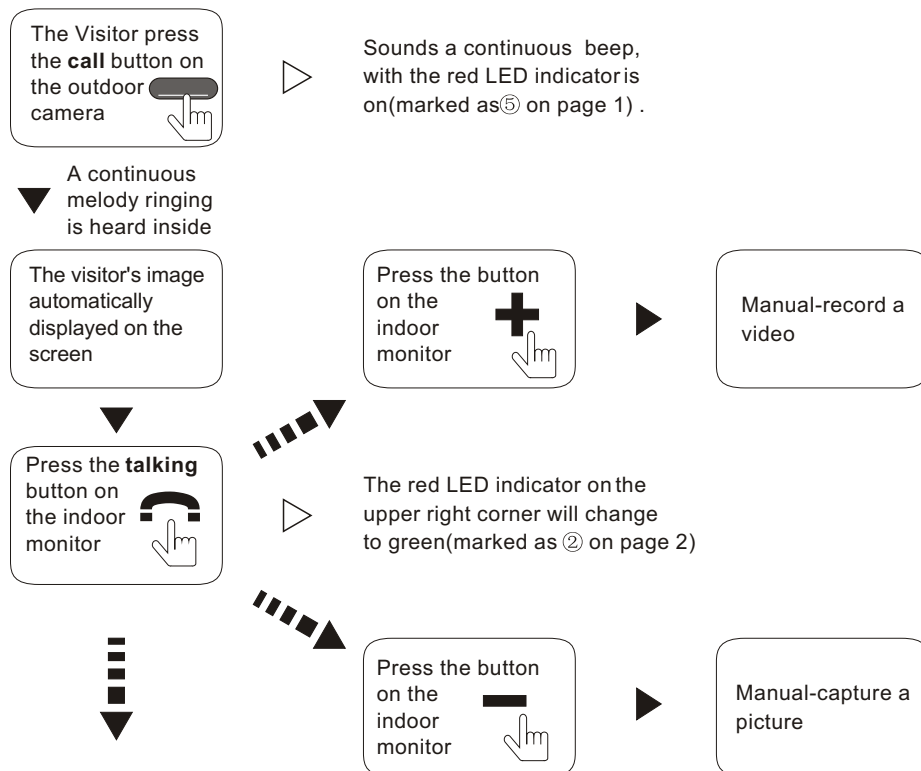 The Visitor press
the call button on
the outdoor
camera
Sounds a continuous beep,
with the red LED indicator is
on(marked as⑤ on page 1) .
A continuous
melody ringing
is heard inside
The visitor's image
automatically
displayed on the
screen
Press the button
on the
indoor
monitor
Manual-record a
video
Press the talking
button on
the indoor
monitor
The red LED indicator on the
upper right corner will change
to green(marked as ② on page 2)
Press the button
on the
indoor
monitor
Manual-capture a
picture